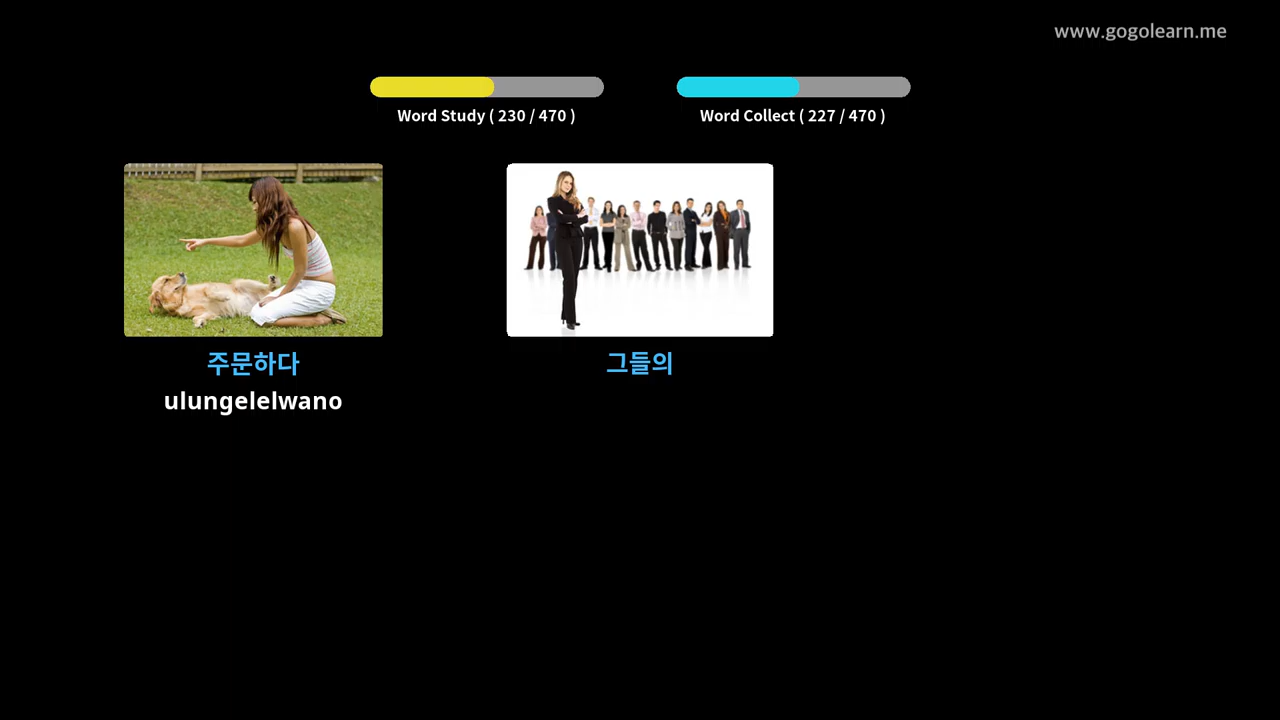 www.gogolearn.me
Word Study ( 230 / 470 )
Word Collect ( 227 / 470 )
주문하다
그들의
ulungelelwano